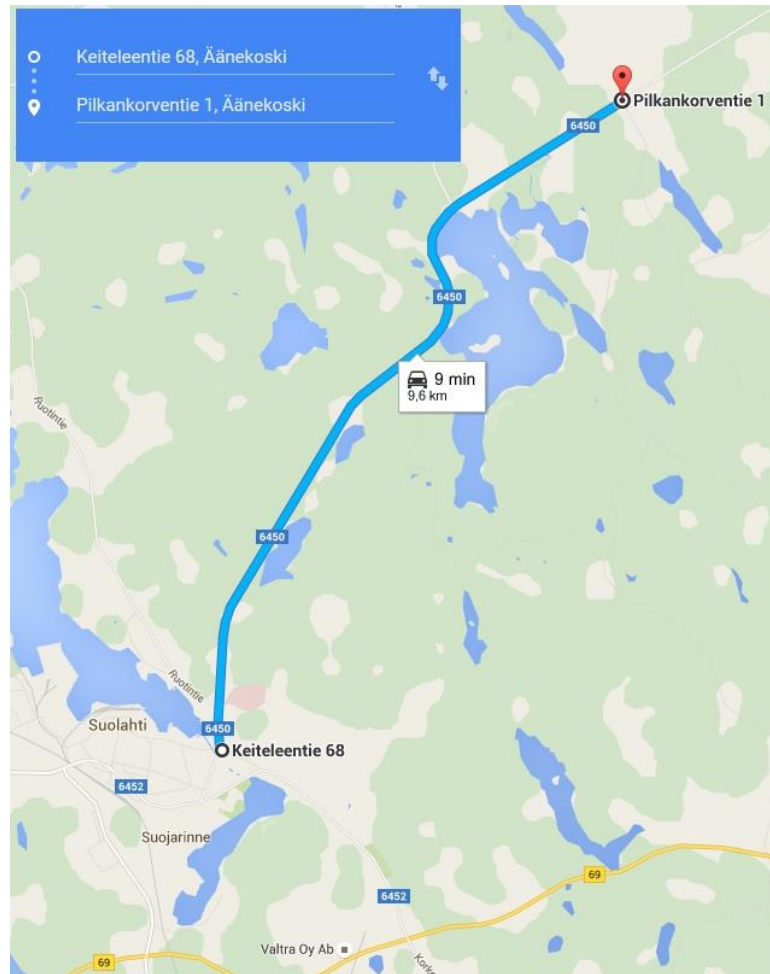 Keiteleentie 68, Äänekoski
Pilkankorventie 1, Äänekoski
Pilkankorventie 1
6450
6450
9 min
9,6 km
Ruotintie
6450
Ruotintie
Suolahti
6450
Keiteleentie 68
6452
Suojarinne
69
6452
Valtra Oy Ab
69